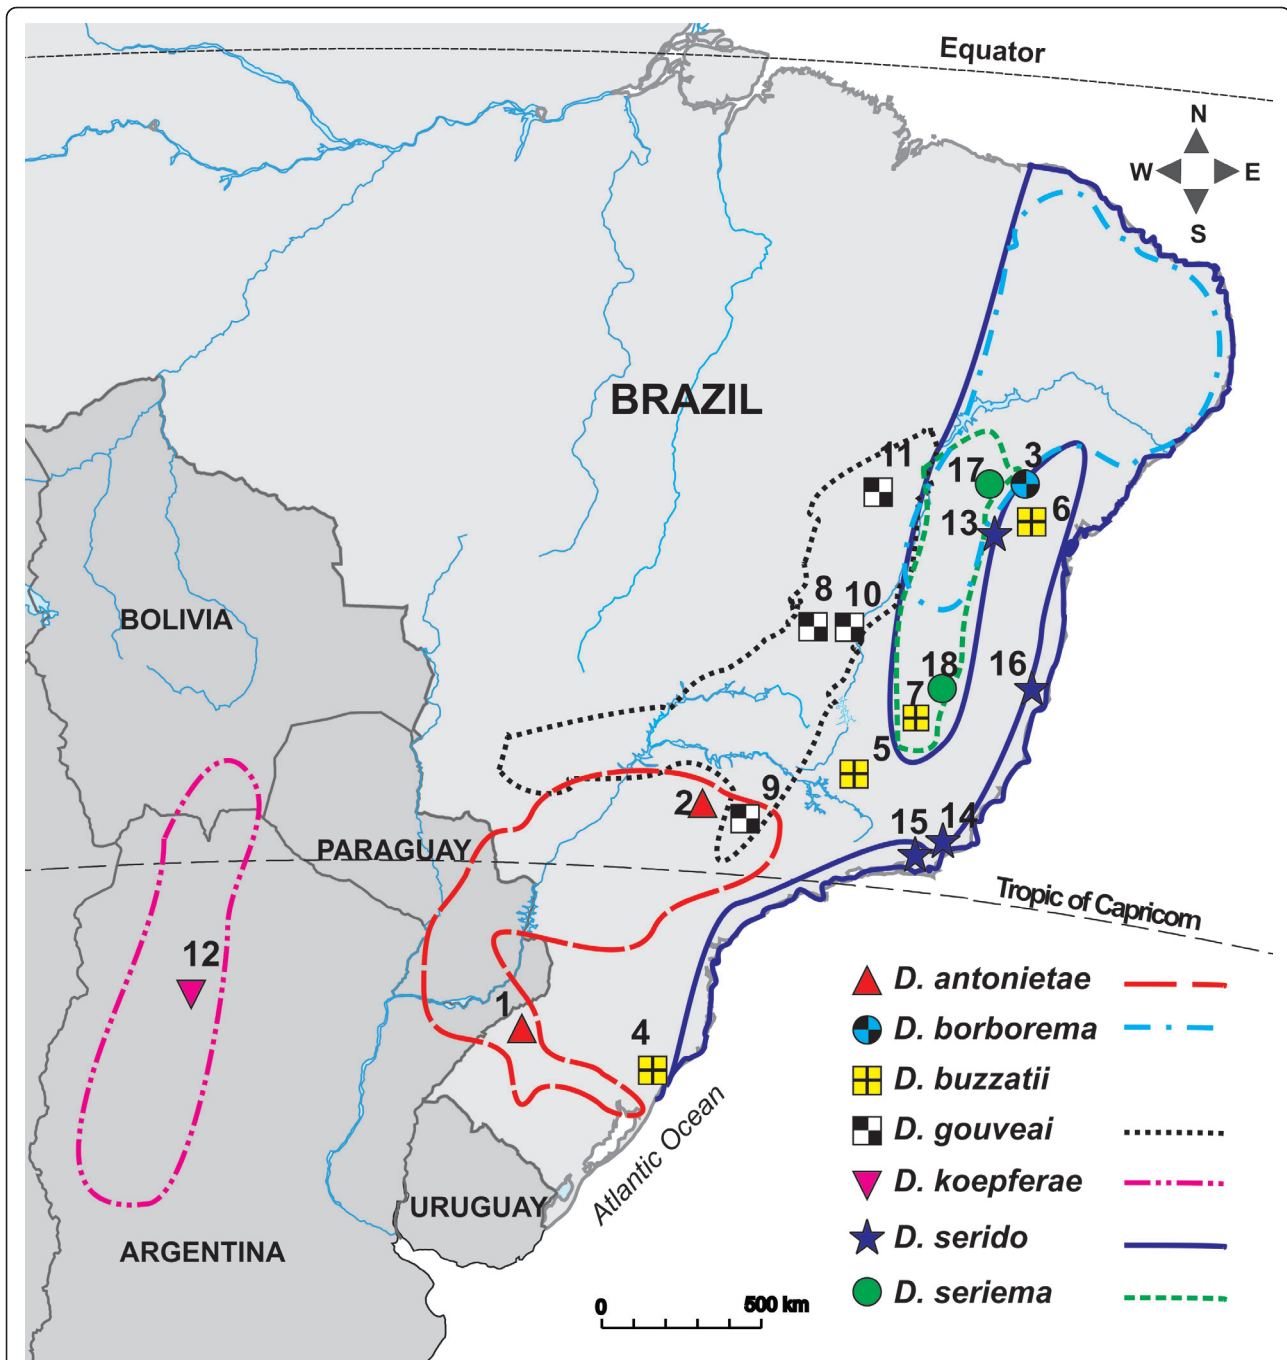 Equator
N
W E
S
BRAZIL
11
17
3
13
6
8
10
BOLIVIA
18
16
7
5
2
9
15
14
PARAGUAY
Tropic of Capricorn
12
1
4
D. antonietae
D. borborema
D. buzzatii
D. gouveai
D. koepferae
D. serido
D. seriema
Atlantic Ocean
URUGUAY
ARGENTINA
0 500 km